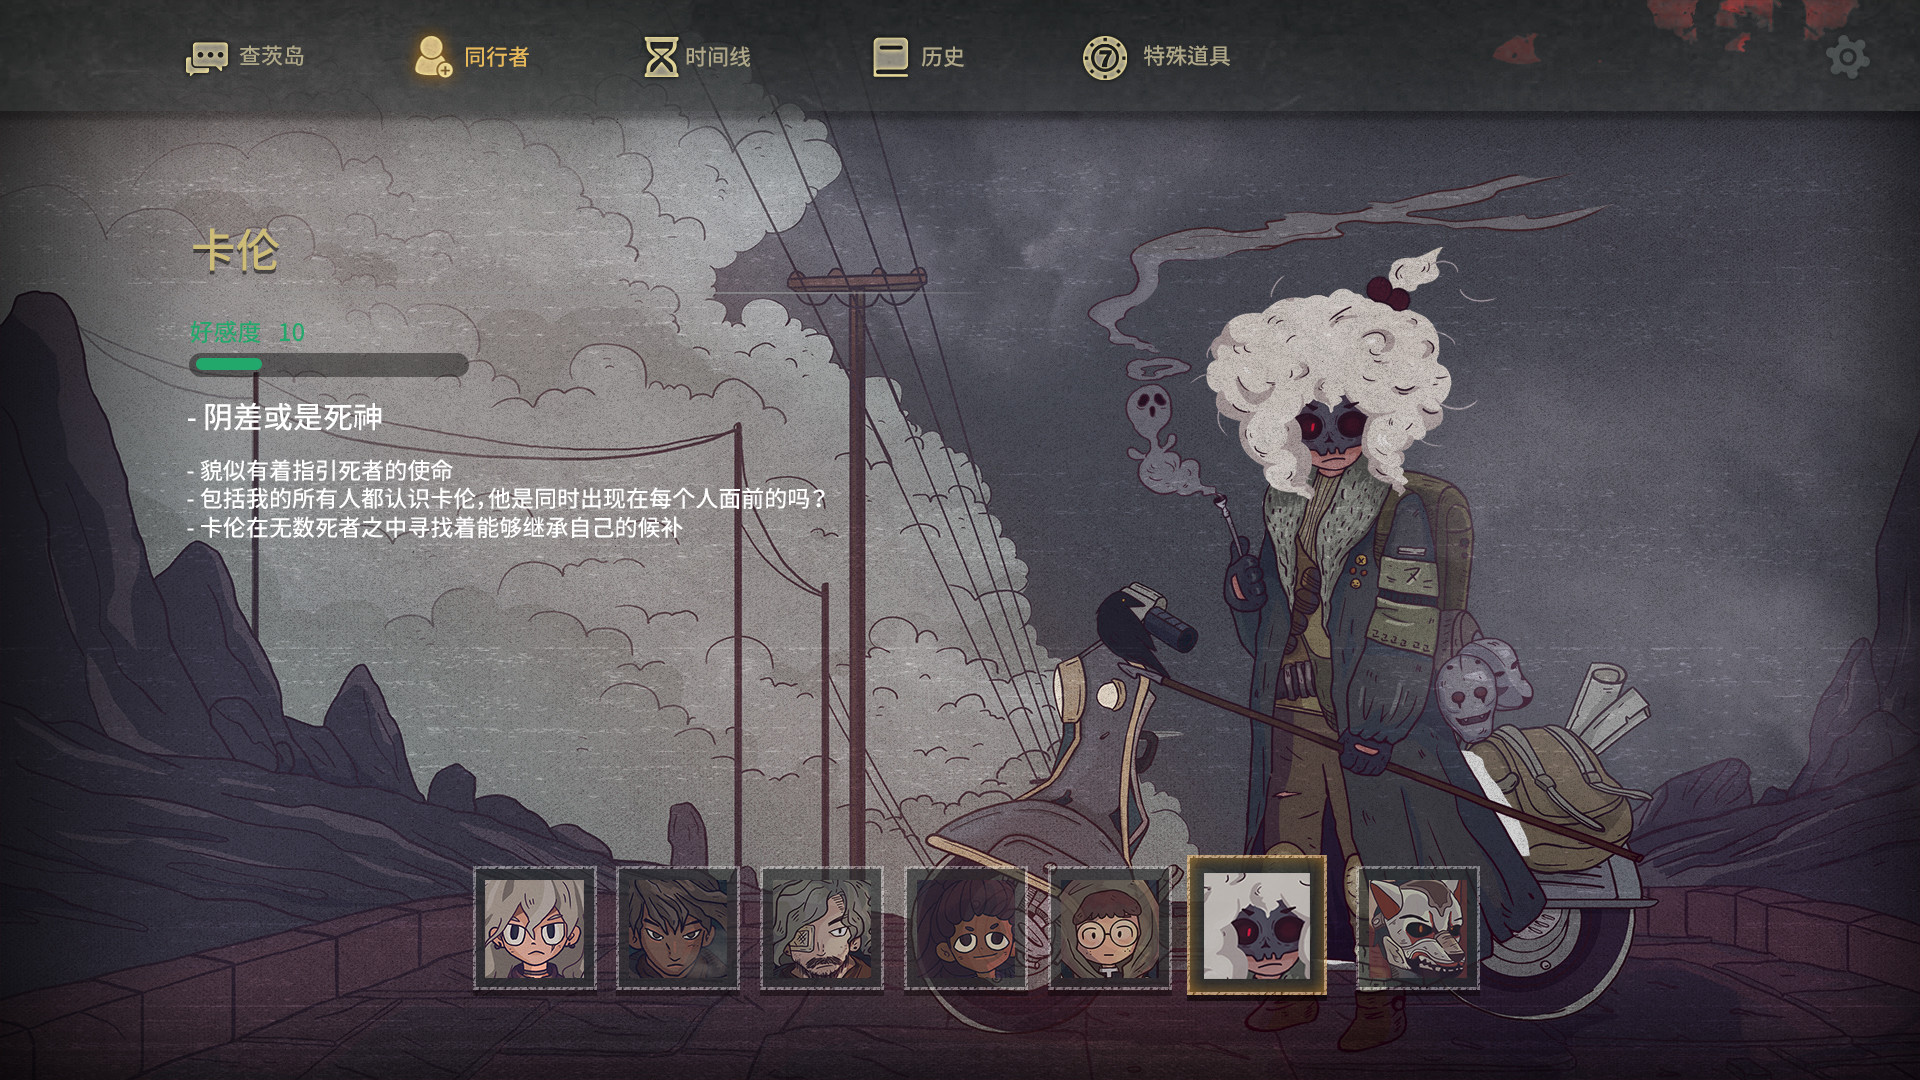 查茨岛
同行者
时间线
历史
7 特殊道具
卡伦
好感度 10
- 阴差或是死神
- 貌似有着指引死者的使命
- 包括我的所有人都认识卡伦,他是同时出现在每个人面前的吗?
- 卡伦在无数死者之中寻找着能够继承自己的候补